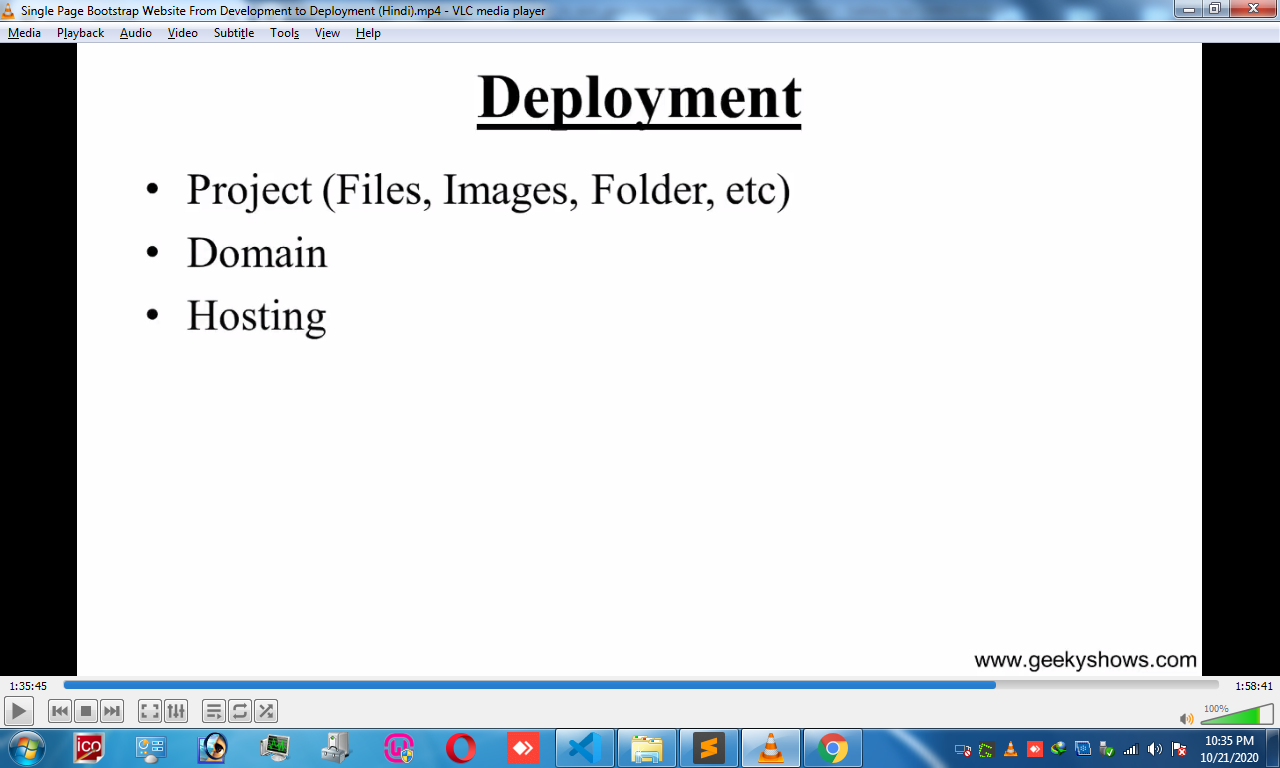 Single Page Bootstrap Website From Development to Deployment (Hindi).mp4 - VLC media player
Media Playback Audio Video Subtitle Tools View Help
Deployment
• Project (Files, Images, Folder, etc)
• Domain
• Hosting
www.geekyshows.com
1:35:45 1:58:41
100%
ico
10:35 PM
10/21/2020